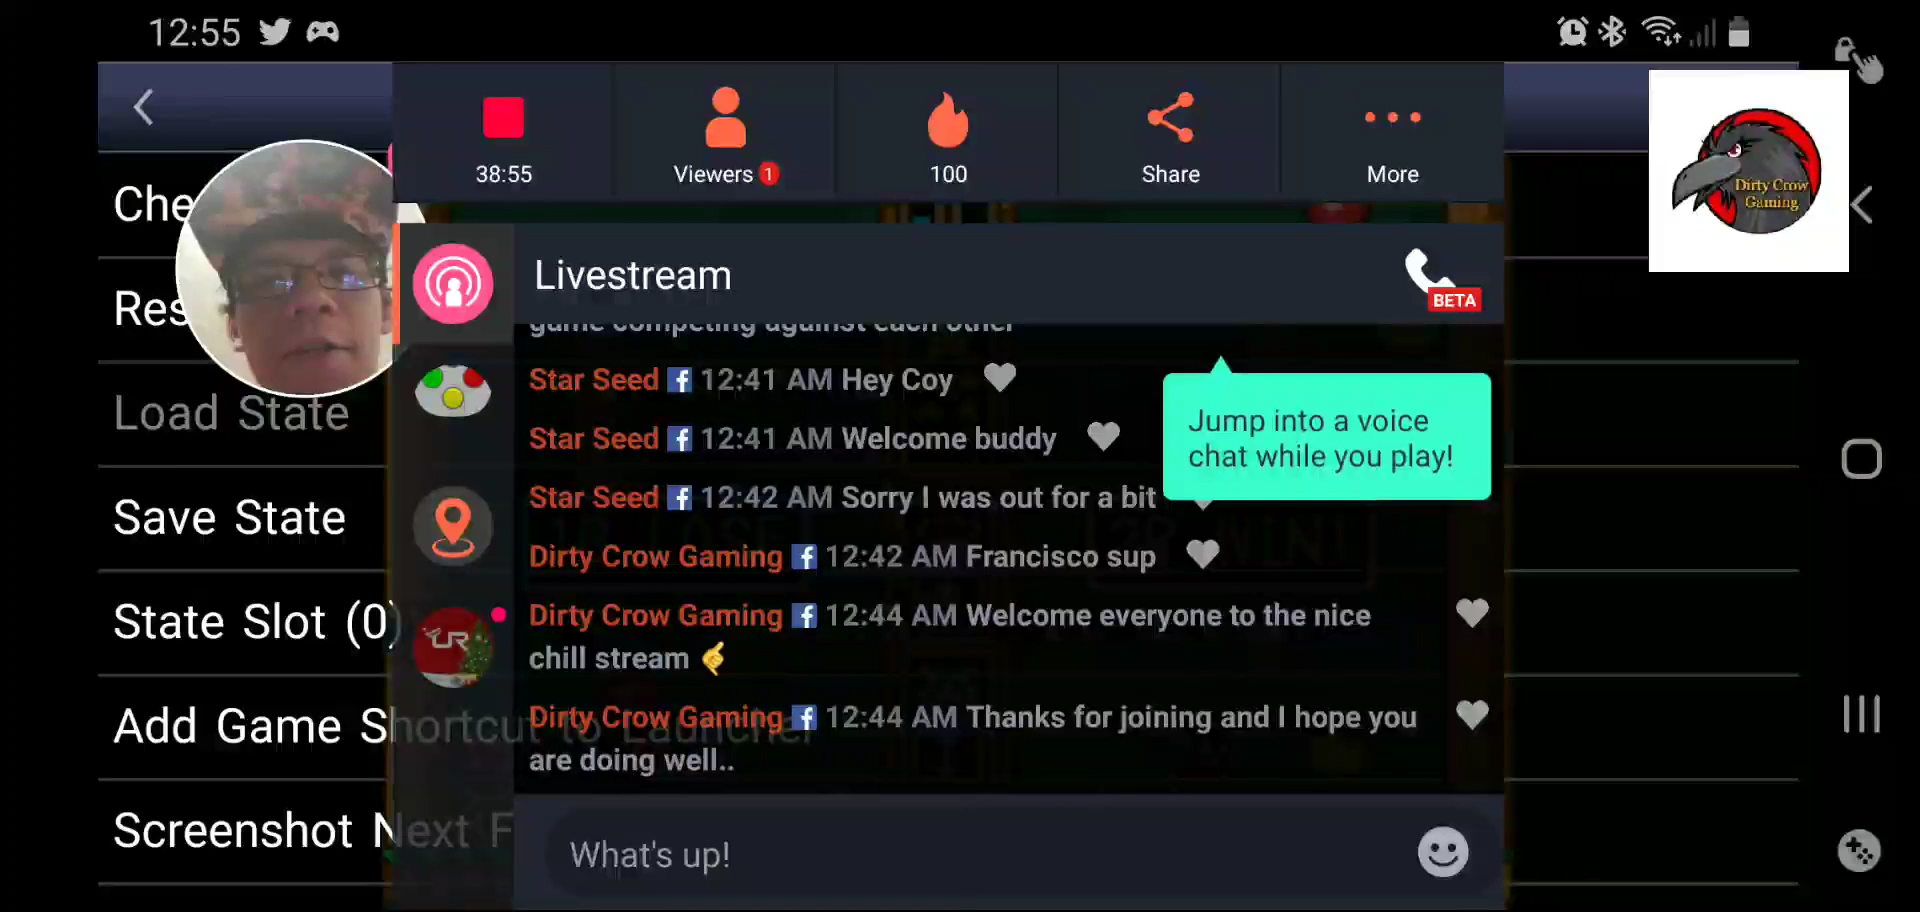 12:55
38:55
Viewers 1
100
Share
More
Dirty Crow
Gaming
Che
Res
Load State
Save State
State Slot (0)
Add Game Shortcut to Launcher
Screenshot Next F
Livestream
BETA
game competing against each other
Star Seed 12:41 AM Hey Coy
Star Seed 12:41 AM Welcome buddy
Jump into a voice
chat while you play!
Star Seed 12:42 AM Sorry I was out for a bit
Dirty Crow Gaming 12:42 AM Francisco sup
Dirty Crow Gaming 12:44 AM Welcome everyone to the nice
chill stream
Dirty Crow Gaming 12:44 AM Thanks for joining and I hope you
are doing well..
What's up!